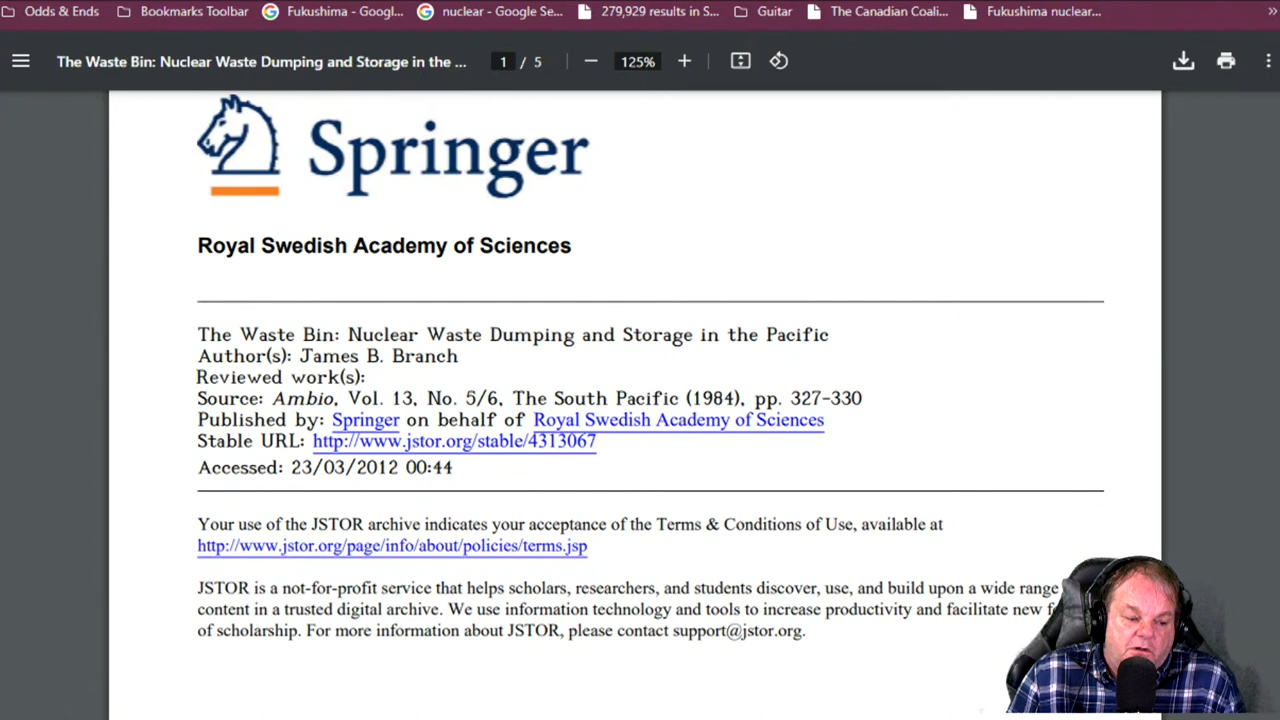 Odds & Ends Bookmarks Toolbar Fukushima - Googl... nuclear - Google Se... 279,929 results in S... Guitar The Canadian Coali... Fukushima nuclear... »
The Waste Bin: Nuclear Waste Dumping and Storage in the ... 1 / 5 — 125% +
Springer
Royal Swedish Academy of Sciences
The Waste Bin: Nuclear Waste Dumping and Storage in the Pacific
Author(s): James B. Branch
Reviewed work(s):
Source: Ambio, Vol. 13, No. 5/6, The South Pacific (1984), pp. 327-330
Published by: Springer on behalf of Royal Swedish Academy of Sciences
Stable URL: http://www.jstor.org/stable/4313067
Accessed: 23/03/2012 00:44
Your use of the JSTOR archive indicates your acceptance of the Terms & Conditions of Use, available at
http://www.jstor.org/page/info/about/policies/terms.jsp
JSTOR is a not-for-profit service that helps scholars, researchers, and students discover, use, and build upon a wide range
content in a trusted digital archive. We use information technology and tools to increase productivity and facilitate new
of scholarship. For more information about JSTOR, please contact support@jstor.org.